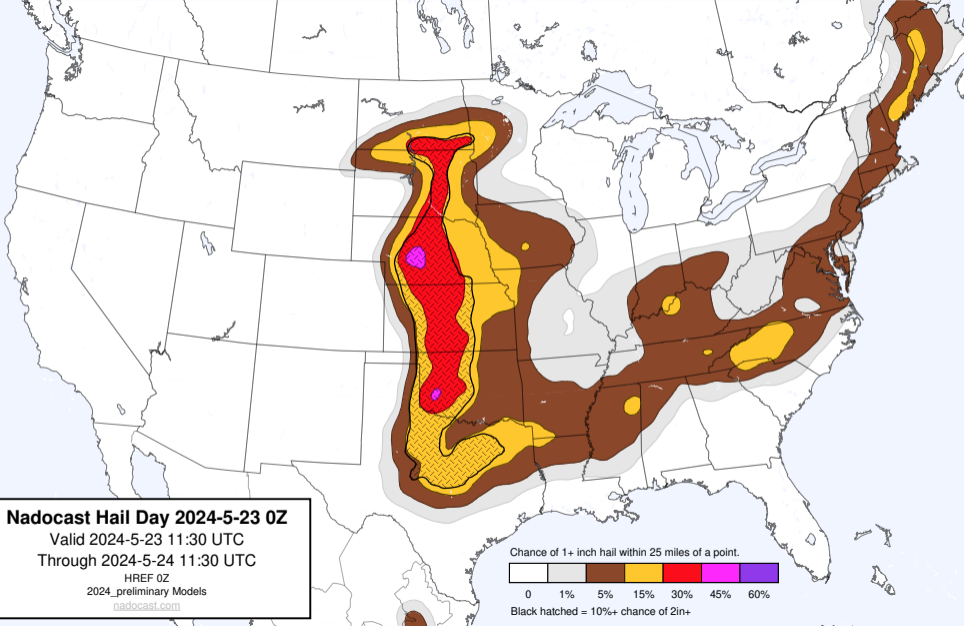 Nadocast Hail Day 2024-5-23 0Z
Valid 2024-5-23 11:30 UTC
Through 2024-5-24 11:30 UTC
HREF 0Z
2024_preliminary Models
nadocast.com
Chance of 1+ inch hail within 25 miles of a point.
0 1% 5% 15% 30% 45% 60%
Black hatched = 10%+ chance of 2in+